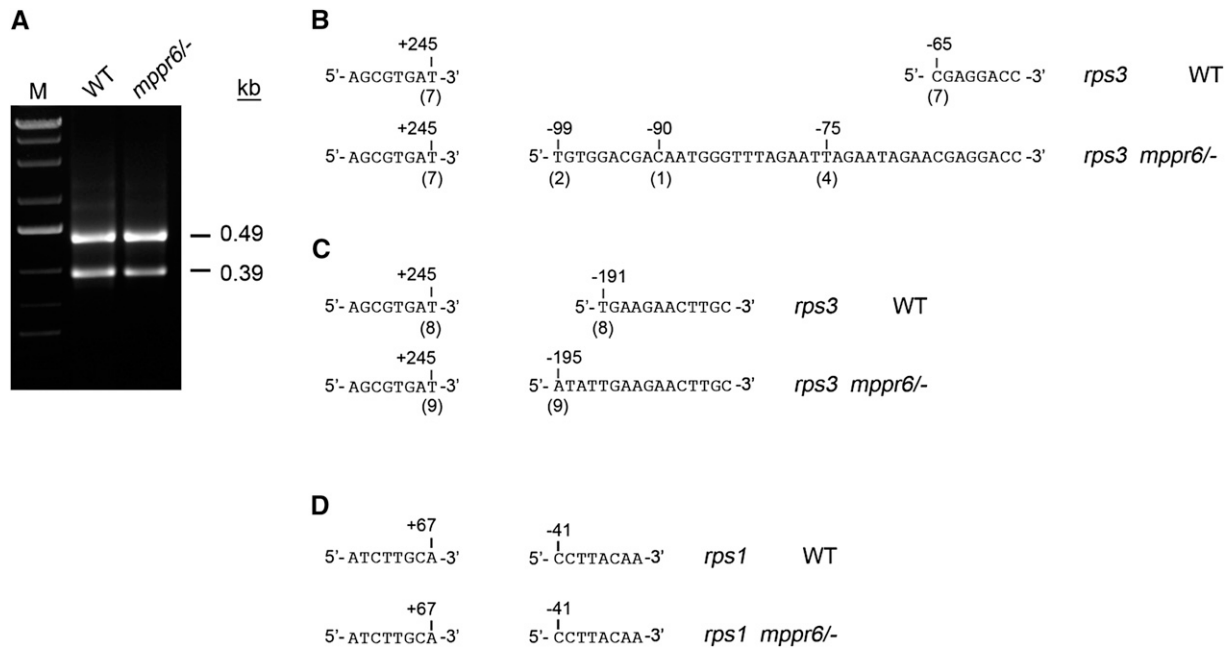 A
M WT mppr6/- kb
0.49
0.39
B
+245 -65
5'- AGCGTGAT-3' 5'- CGAGGACC -3' rps3 WT
(7) (7)
+245 -99 -90 -75
5'- AGCGTGAT-3' 5'- TGTGGACGACAATGGGTTTAGAATTAGAATAGAACGAGGACC -3' rps3 mppr6/-
(7) (2) (1) (4)
C
+245 -191
5'- AGCGTGAT-3' 5'- TGAAGAACTTGC -3' rps3 WT
(8) (8)
+245 -195
5'- AGCGTGAT-3' 5'- ATATTGAAGAACTTGC -3' rps3 mppr6/-
(9) (9)
D
+67 -41
5'- ATCTTGCA-3' 5'- CCTTACAA-3' rps1 WT
+67 -41
5'- ATCTTGCA-3' 5'- CCTTACAA-3' rps1 mppr6/-